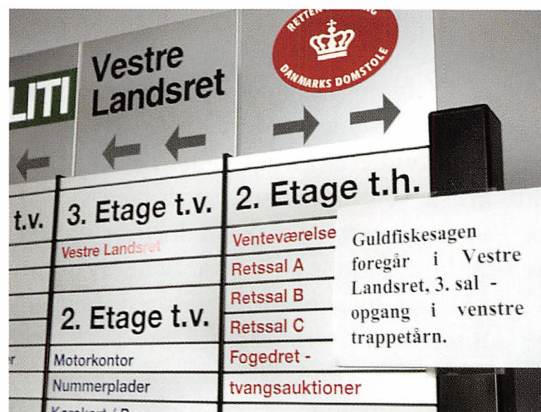 LITI
Vestre
Landsret
RETTEN
DANMARKS DOMSTOLE
t.v.
3. Etage t.v.
Vestre Landsret
2. Etage t.v.
Motorkontor
Nummerplader
2. Etage t.h.
Venteværelse
Retssal A
Retssal B
Retssal C
Fogedret -
tvangsauktioner
Guldfiskesagen
foregår i Vestre
Landsret, 3. sal -
opgang i venstre
trappetårn.